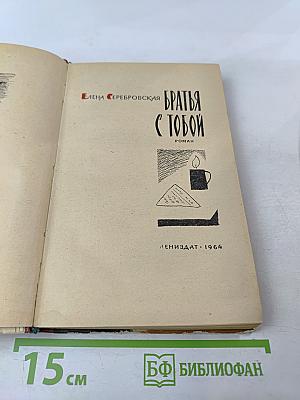 Елена Серебровская
БРАТЬЯ
С ТОБОЙ
РОМАН
ЛЕНИЗДАТ • 1964
15 см
БФ БИБЛИОФАН